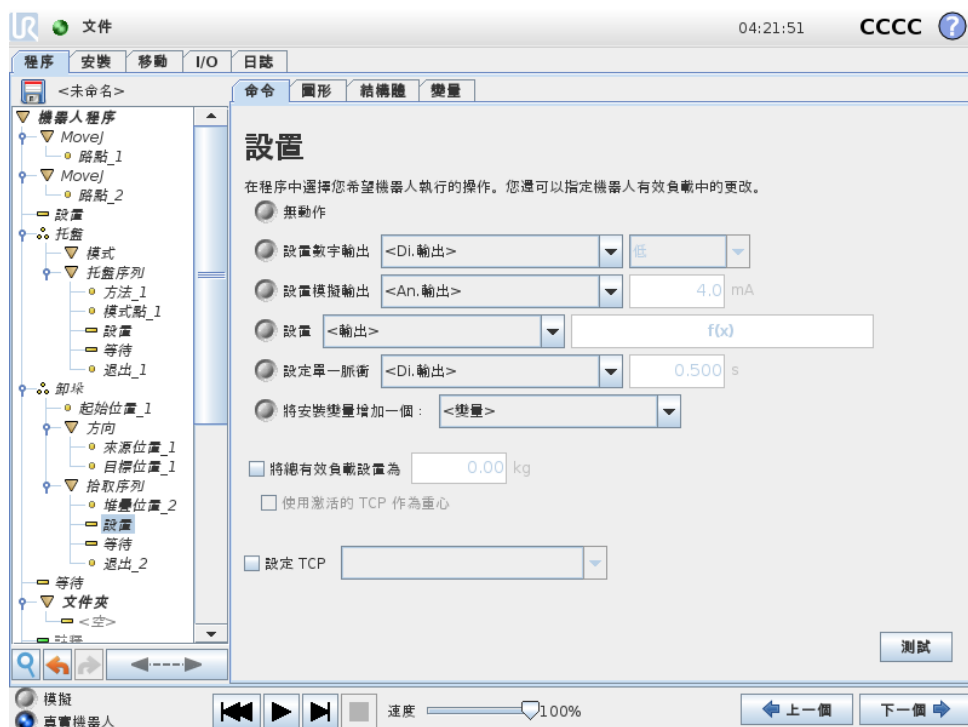 UR 文件 04:21:51 CCCC ?
程序 安裝 移動 I/O 日誌
<未命名>
命令 圖形 結構體 變量
機器人程序
MoveJ
路點_1
MoveJ
路點_2
設置
托盤
模式
托盤序列
方法_1
模式點_1
設置
等待
退出_1
卸垛
起始位置_1
方向
來源位置_1
目標位置_1
拾取序列
堆疊位置_2
設置
等待
退出_2
等待
文件夾
<空>
註釋
設置
在程序中選擇您希望機器人執行的操作。您還可以指定機器人有效負載中的更改。
無動作
設置數字輸出 <Di.輸出> 低
設置模擬輸出 <An.輸出> 4.0 mA
設置 <輸出> f(x)
設定單一脈衝 <Di.輸出> 0.500 s
將安裝變量增加一個： <變量>
將總有效負載設置為 0.00 kg
使用激活的 TCP 作為重心
設定 TCP
測試
模擬
真實機器人
速度 100%
上一個 下一個